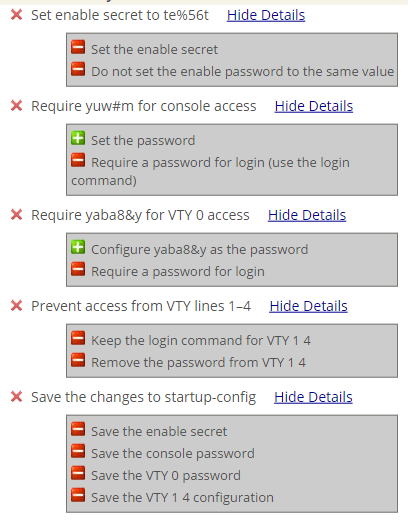 Set enable secret to te%56t Hide Details
Set the enable secret
Do not set the enable password to the same value
Require yuw#m for console access Hide Details
Set the password
Require a password for login (use the login
command)
Require yaba8&y for VTY 0 access Hide Details
Configure yaba8&y as the password
Require a password for login
Prevent access from VTY lines 1–4 Hide Details
Keep the login command for VTY 1 4
Remove the password from VTY 1 4
Save the changes to startup-config Hide Details
Save the enable secret
Save the console password
Save the VTY 0 password
Save the VTY 1 4 configuration